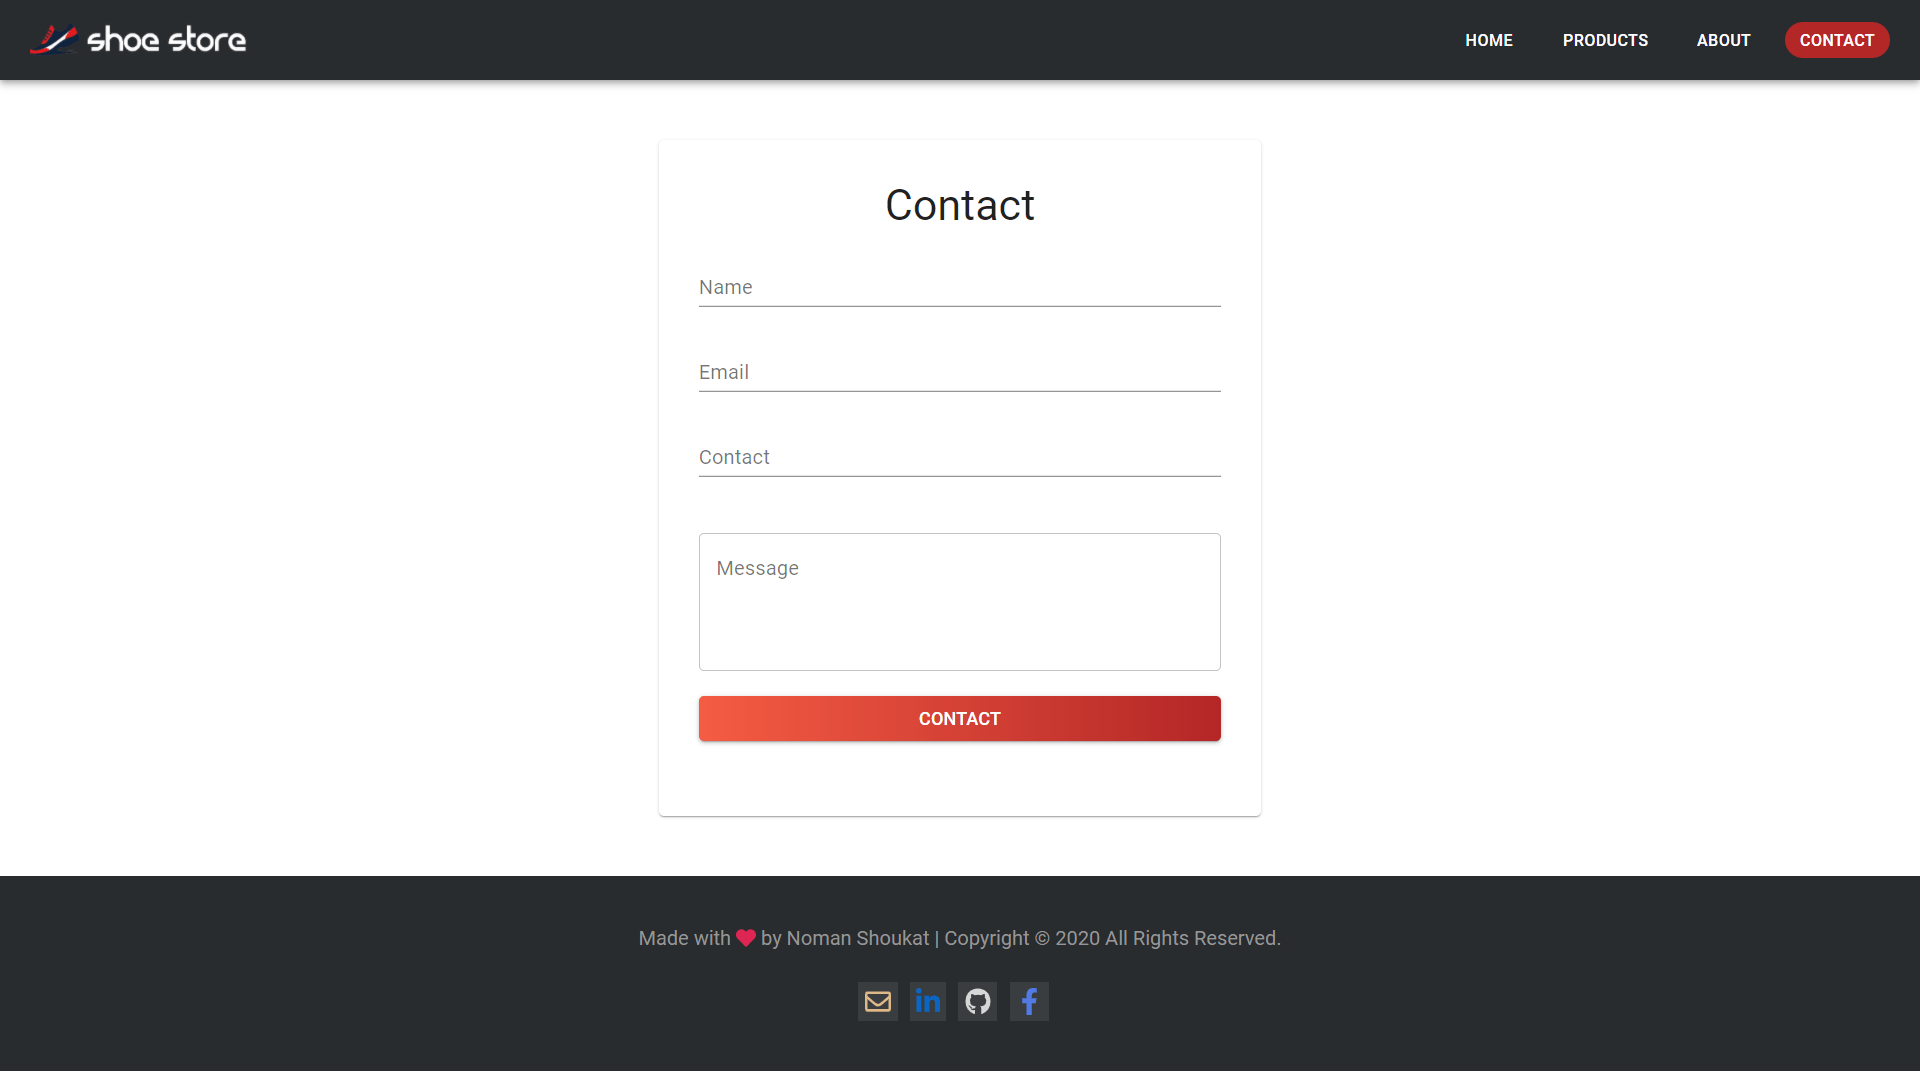 shoe store
HOME PRODUCTS ABOUT CONTACT
Contact
Name
Email
Contact
Message
CONTACT
Made with ❤ by Noman Shoukat | Copyright © 2020 All Rights Reserved.